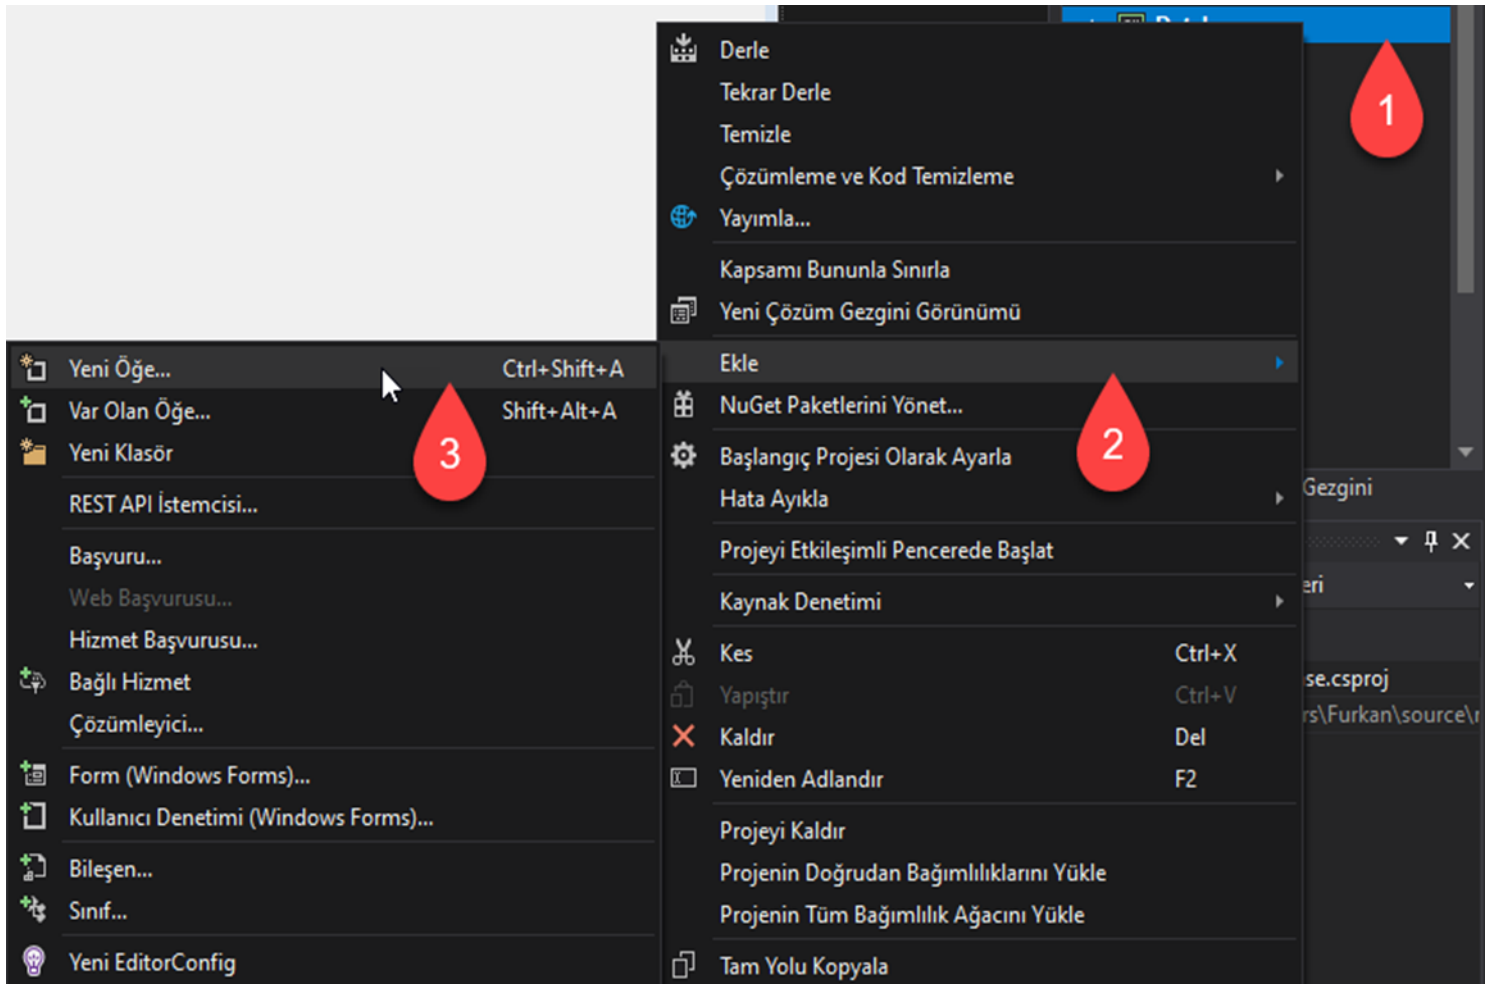 1
Derle
Tekrar Derle
Temizle
Çözümleme ve Kod Temizleme
Yayımla...
Kapsamı Bununla Sınırla
Yeni Çözüm Gezgini Görünümü
Ekle
NuGet Paketlerini Yönet...
2
Başlangıç Projesi Olarak Ayarla
Hata Ayıkla
Projeyi Etkileşimli Pencerede Başlat
Kaynak Denetimi
Kes Ctrl+X
Yapıştır Ctrl+V
Kaldır Del
Yeniden Adlandır F2
Projeyi Kaldır
Projenin Doğrudan Bağımlılıklarını Yükle
Projenin Tüm Bağımlılık Ağacını Yükle
Tam Yolu Kopyala
Yeni Öğe... Ctrl+Shift+A
Var Olan Öğe... Shift+Alt+A
3
Yeni Klasör
REST API İstemcisi...
Başvuru...
Web Başvurusu...
Hizmet Başvurusu...
Bağlı Hizmet
Çözümleyici...
Form (Windows Forms)...
Kullanıcı Denetimi (Windows Forms)...
Bileşen...
Sınıf...
Yeni EditorConfig
Gezgini
eri
se.csproj
rs\Furkan\source\r